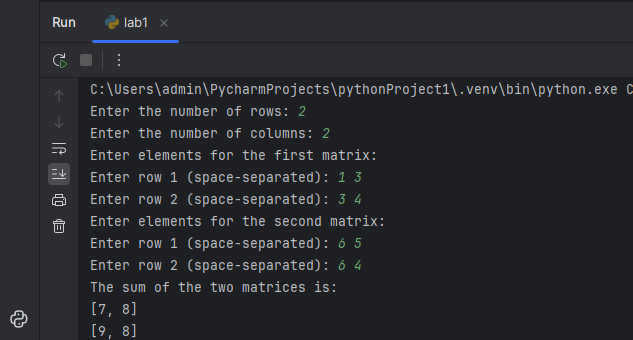 Run lab1
C:\Users\admin\PycharmProjects\pythonProject1\.venv\bin\python.exe C
Enter the number of rows: 2
Enter the number of columns: 2
Enter elements for the first matrix:
Enter row 1 (space-separated): 1 3
Enter row 2 (space-separated): 3 4
Enter elements for the second matrix:
Enter row 1 (space-separated): 6 5
Enter row 2 (space-separated): 6 4
The sum of the two matrices is:
[7, 8]
[9, 8]